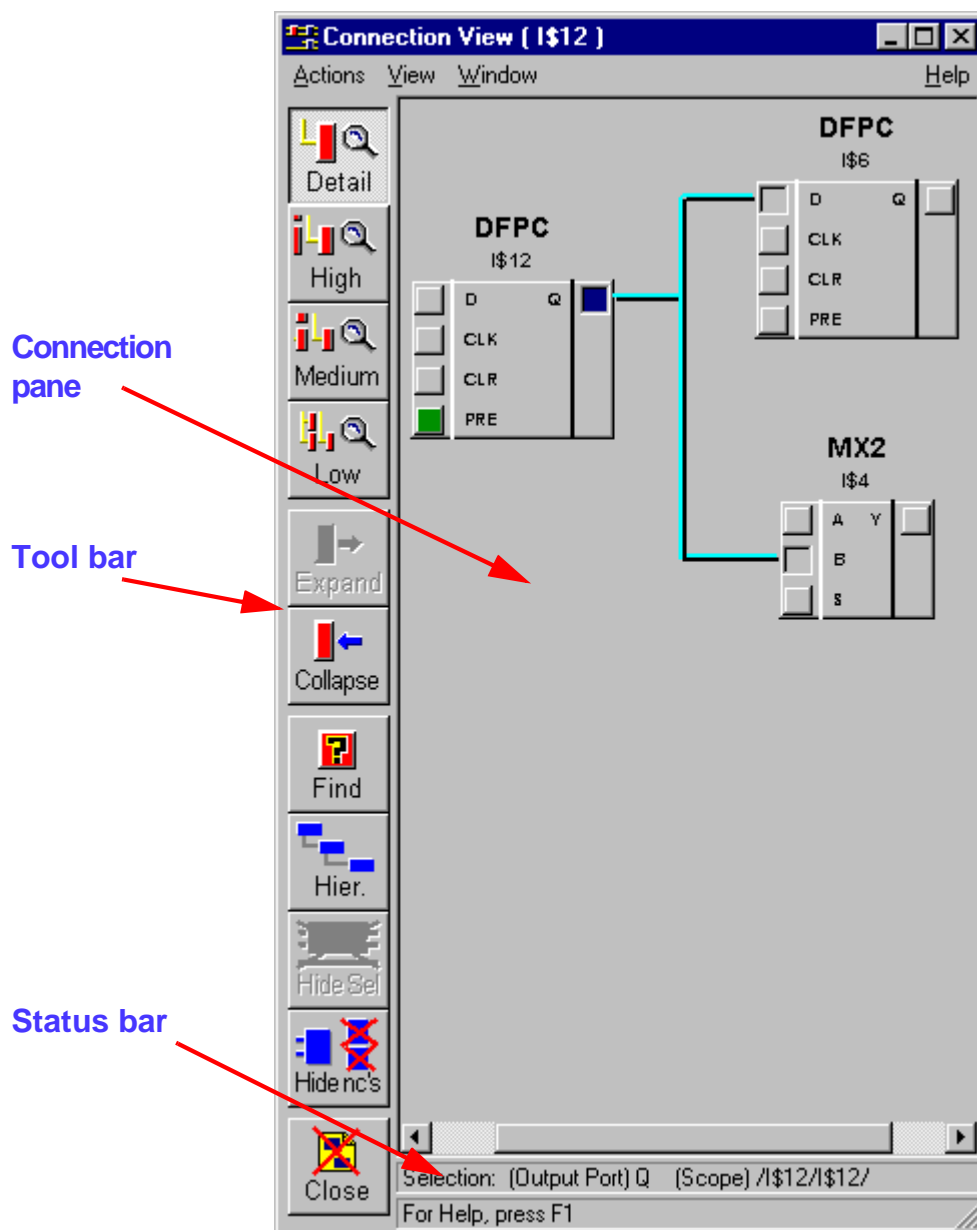 Connection View ( I$12 )
Actions View Window Help
Detail
High
Medium
Low
Expand
Collapse
Find
Hier.
Hide Sel
Hide nc's
Close
Connection
pane
Tool bar
Status bar
DFPC
I$12
D Q
CLK
CLR
PRE
DFPC
I$6
D Q
CLK
CLR
PRE
MX2
I$4
A Y
B
S
Selection: (Output Port) Q (Scope) /I$12/I$12/
For Help, press F1